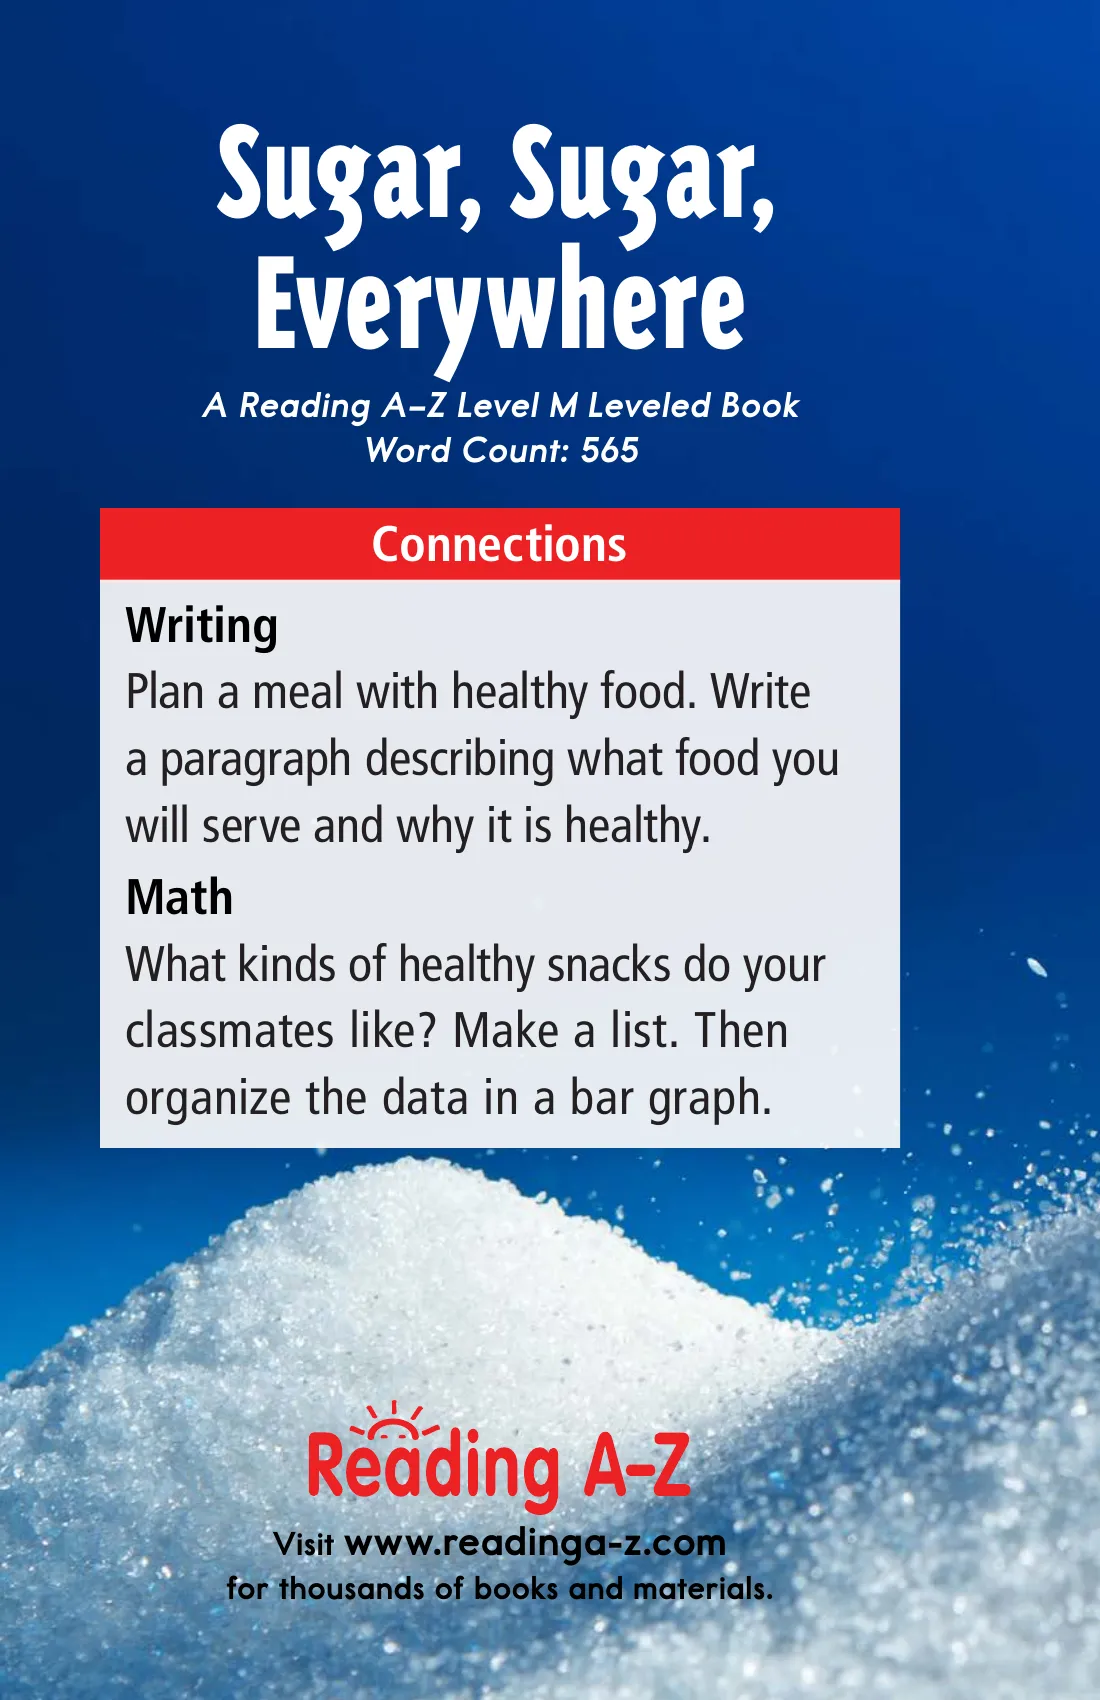 Sugar, Sugar,
Everywhere
A Reading A–Z Level M Leveled Book
Word Count: 565
Connections
Writing
Plan a meal with healthy food. Write
a paragraph describing what food you
will serve and why it is healthy.
Math
What kinds of healthy snacks do your
classmates like? Make a list. Then
organize the data in a bar graph.
Reading A–Z
Visit www.readinga-z.com
for thousands of books and materials.